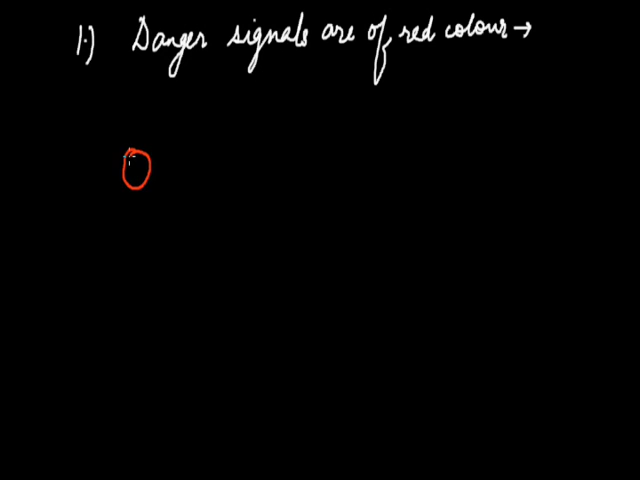 1.) Danger signals are of red colour →